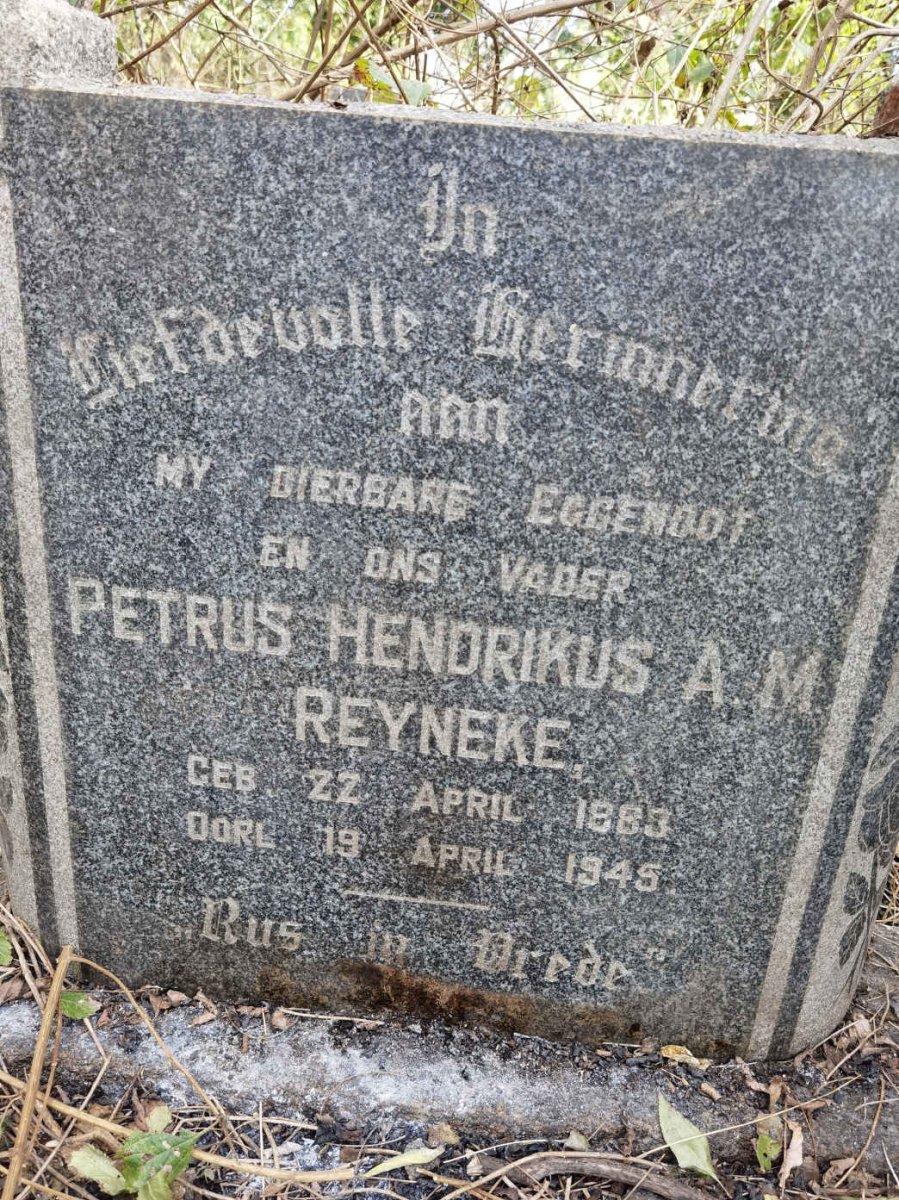 In
Liefdevolle Herinnering
aan
MY DIERBARE EGGENOOT
EN ONS VADER
PETRUS HENDRIKUS A. M.
REYNEKE,
GEB. 22 APRIL 1883
OORL. 19 APRIL 1945.
„Rus in Vrede“